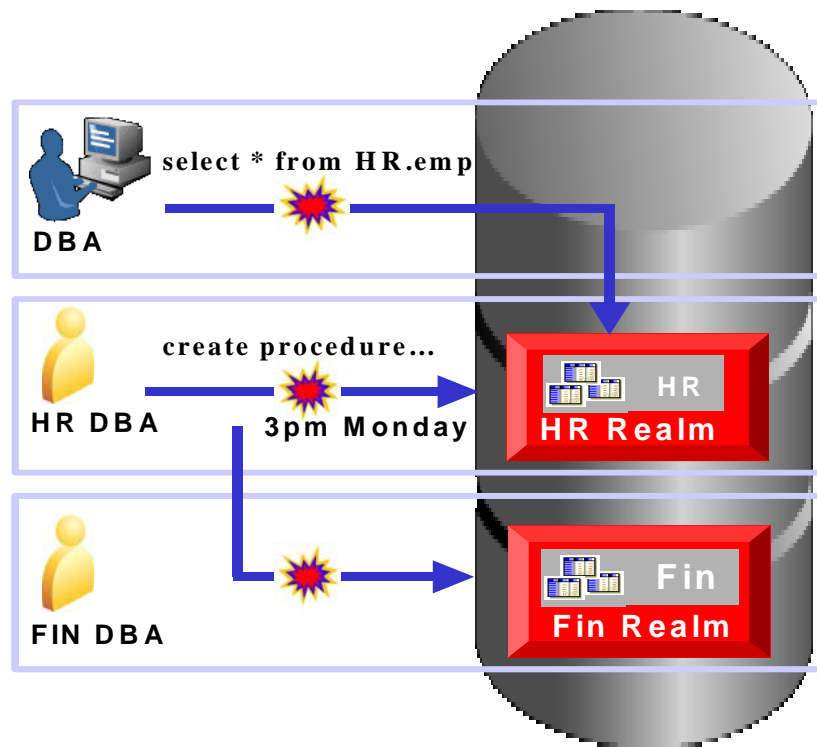 select * from HR.emp
DBA
create procedure...
HR DBA
3pm Monday
HR
HR Realm
Fin
FIN DBA
Fin Realm